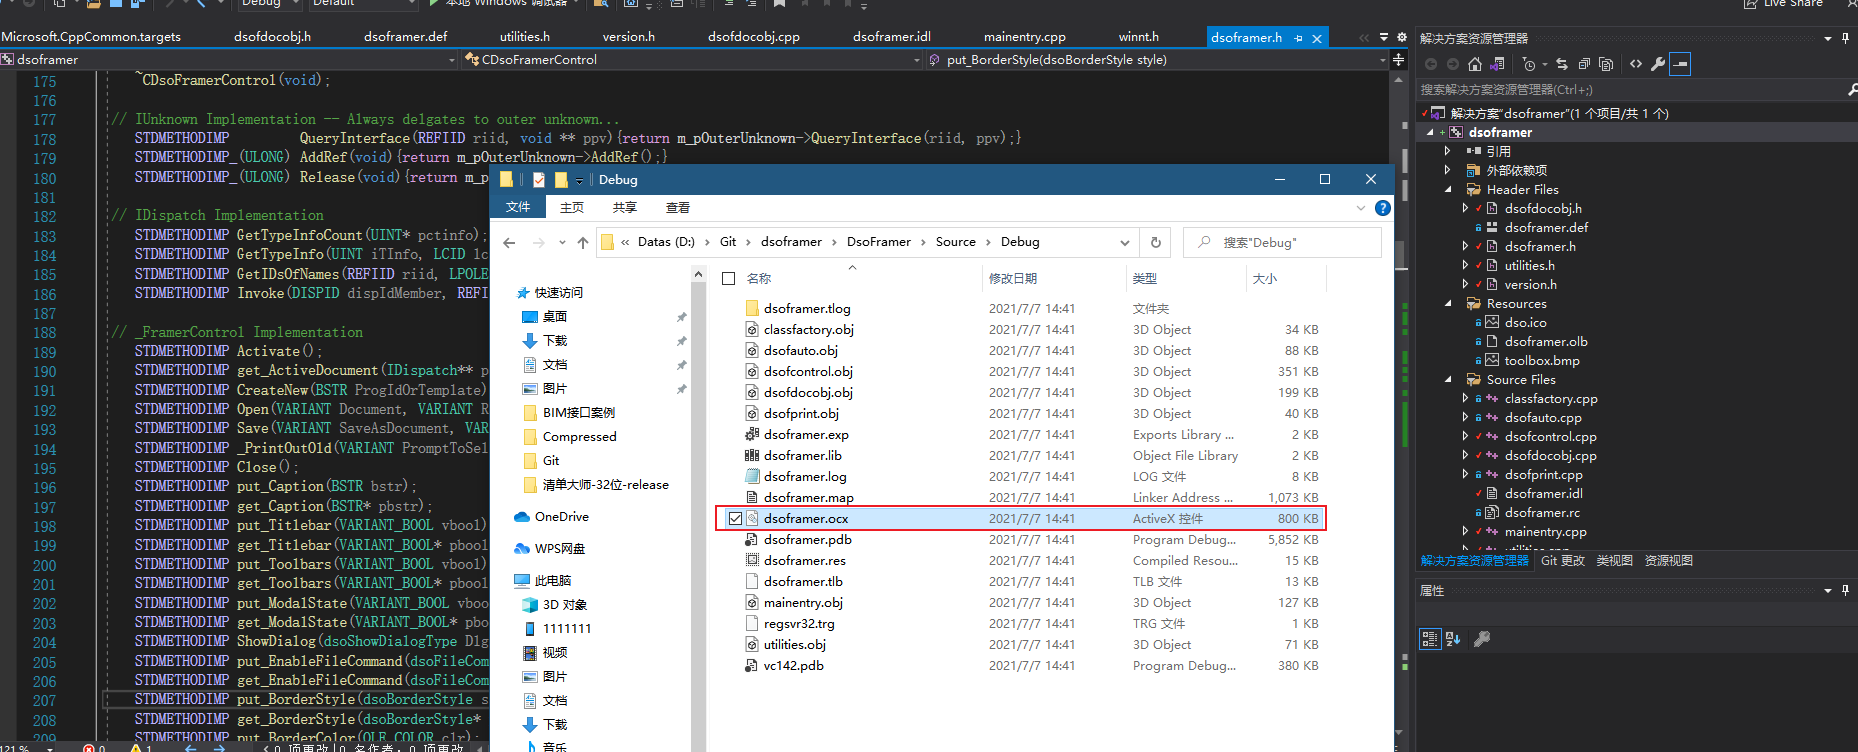 Debug
Default
本地 Windows 调试器
Live Share
Microsoft.CppCommon.targets
dsofdocobj.h
dsoframer.def
utilities.h
version.h
dsofdocobj.cpp
dsoframer.idl
mainentry.cpp
winnt.h
dsoframer.h
dsoframer
CDsoFramerControl
put_BorderStyle(dsoBorderStyle style)
175 ~CDsoFramerControl(void);
176
177 // IUnknown Implementation -- Always delgates to outer unknown...
178 STDMETHODIMP QueryInterface(REFIID riid, void ** ppv){return m_pOuterUnknown->QueryInterface(riid, ppv);}
179 STDMETHODIMP_(ULONG) AddRef(void){return m_pOuterUnknown->AddRef();}
180 STDMETHODIMP_(ULONG) Release(void){return m_p
181
182 // IDispatch Implementation
183 STDMETHODIMP GetTypeInfoCount(UINT* pctinfo);
184 STDMETHODIMP GetTypeInfo(UINT iTInfo, LCID lc
185 STDMETHODIMP GetIDsOfNames(REFIID riid, LPOLE
186 STDMETHODIMP Invoke(DISPID dispIdMember, REFI
187
188 // _FramerControl Implementation
189 STDMETHODIMP Activate();
190 STDMETHODIMP get_ActiveDocument(IDispatch** p
191 STDMETHODIMP CreateNew(BSTR ProgIdOrTemplate)
192 STDMETHODIMP Open(VARIANT Document, VARIANT R
193 STDMETHODIMP Save(VARIANT SaveAsDocument, VAR
194 STDMETHODIMP _PrintOutOld(VARIANT PromptToSel
195 STDMETHODIMP Close();
196 STDMETHODIMP put_Caption(BSTR bstr);
197 STDMETHODIMP get_Caption(BSTR* pbstr);
198 STDMETHODIMP put_Titlebar(VARIANT_BOOL vbool)
199 STDMETHODIMP get_Titlebar(VARIANT_BOOL* pbool
200 STDMETHODIMP put_Toolbars(VARIANT_BOOL vbool)
201 STDMETHODIMP get_Toolbars(VARIANT_BOOL* pbool
202 STDMETHODIMP put_ModalState(VARIANT_BOOL vboo
203 STDMETHODIMP get_ModalState(VARIANT_BOOL* pbo
204 STDMETHODIMP ShowDialog(dsoShowDialogType Dlg
205 STDMETHODIMP put_EnableFileCommand(dsoFileCom
206 STDMETHODIMP get_EnableFileCommand(dsoFileCom
207 STDMETHODIMP put_BorderStyle(dsoBorderStyle s
208 STDMETHODIMP get_BorderStyle(dsoBorderStyle*
209 STDMETHODIMP put_BorderColor(OLE_COLOR clr);
121 %
0
1
0 项更改 | 0 名作者, 0 项更改
Debug
文件
主页
共享
查看
« Datas (D:) > Git > dsoframer > DsoFramer > Source > Debug
搜索"Debug"
快速访问
桌面
下载
文档
图片
BIM接口案例
Compressed
Git
清单大师-32位-release
OneDrive
WPS网盘
此电脑
3D 对象
1111111
视频
图片
文档
下载
音乐
名称 修改日期 类型 大小
dsoframer.tlog 2021/7/7 14:41 文件夹
classfactory.obj 2021/7/7 14:41 3D Object 34 KB
dsofauto.obj 2021/7/7 14:41 3D Object 88 KB
dsofcontrol.obj 2021/7/7 14:41 3D Object 351 KB
dsofdocobj.obj 2021/7/7 14:41 3D Object 199 KB
dsofprint.obj 2021/7/7 14:41 3D Object 40 KB
dsoframer.exp 2021/7/7 14:41 Exports Library ... 2 KB
dsoframer.lib 2021/7/7 14:41 Object File Library 2 KB
dsoframer.log 2021/7/7 14:41 LOG 文件 8 KB
dsoframer.map 2021/7/7 14:41 Linker Address ... 1,073 KB
dsoframer.ocx 2021/7/7 14:41 ActiveX 控件 800 KB
dsoframer.pdb 2021/7/7 14:41 Program Debug... 5,852 KB
dsoframer.res 2021/7/7 14:41 Compiled Resou... 15 KB
dsoframer.tlb 2021/7/7 14:41 TLB 文件 13 KB
mainentry.obj 2021/7/7 14:41 3D Object 127 KB
regsvr32.trg 2021/7/7 14:41 TRG 文件 1 KB
utilities.obj 2021/7/7 14:41 3D Object 71 KB
vc142.pdb 2021/7/7 14:41 Program Debug... 380 KB
解决方案资源管理器
搜索解决方案资源管理器(Ctrl+;)
解决方案"dsoframer"(1 个项目/共 1 个)
dsoframer
引用
外部依赖项
Header Files
dsofdocobj.h
dsoframer.def
dsoframer.h
utilities.h
version.h
Resources
dso.ico
dsoframer.olb
toolbox.bmp
Source Files
classfactory.cpp
dsofauto.cpp
dsofcontrol.cpp
dsofdocobj.cpp
dsofprint.cpp
dsoframer.idl
dsoframer.rc
mainentry.cpp
utilities.cpp
解决方案资源管理器 Git 更改 类视图 资源视图
属性